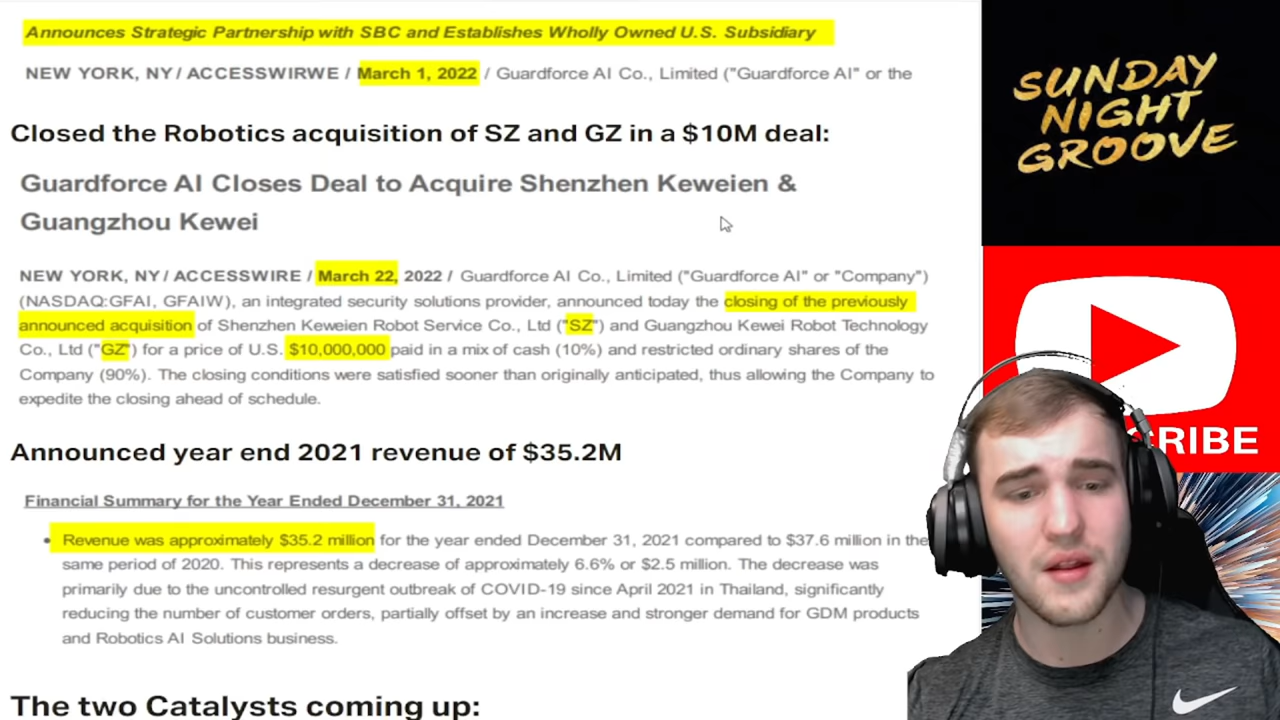 Announces Strategic Partnership with SBC and Establishes Wholly Owned U.S. Subsidiary
NEW YORK, NY / ACCESSWIRWE / March 1, 2022 / Guardforce AI Co., Limited ("Guardforce AI" or the
Closed the Robotics acquisition of SZ and GZ in a $10M deal:
Guardforce AI Closes Deal to Acquire Shenzhen Keweien &
Guangzhou Kewei
NEW YORK, NY / ACCESSWIRE / March 22, 2022 / Guardforce AI Co., Limited ("Guardforce AI" or "Company")
(NASDAQ:GFAI, GFAIW), an integrated security solutions provider, announced today the closing of the previously
announced acquisition of Shenzhen Keweien Robot Service Co., Ltd ("SZ") and Guangzhou Kewei Robot Technology
Co., Ltd ("GZ") for a price of U.S. $10,000,000 paid in a mix of cash (10%) and restricted ordinary shares of the
Company (90%). The closing conditions were satisfied sooner than originally anticipated, thus allowing the Company to
expedite the closing ahead of schedule.
Announced year end 2021 revenue of $35.2M
Financial Summary for the Year Ended December 31, 2021
• Revenue was approximately $35.2 million for the year ended December 31, 2021 compared to $37.6 million in the
same period of 2020. This represents a decrease of approximately 6.6% or $2.5 million. The decrease was
primarily due to the uncontrolled resurgent outbreak of COVID-19 since April 2021 in Thailand, significantly
reducing the number of customer orders, partially offset by an increase and stronger demand for GDM products
and Robotics AI Solutions business.
The two Catalysts coming up:
SUNDAY
NIGHT
GROOVE
CRIBE